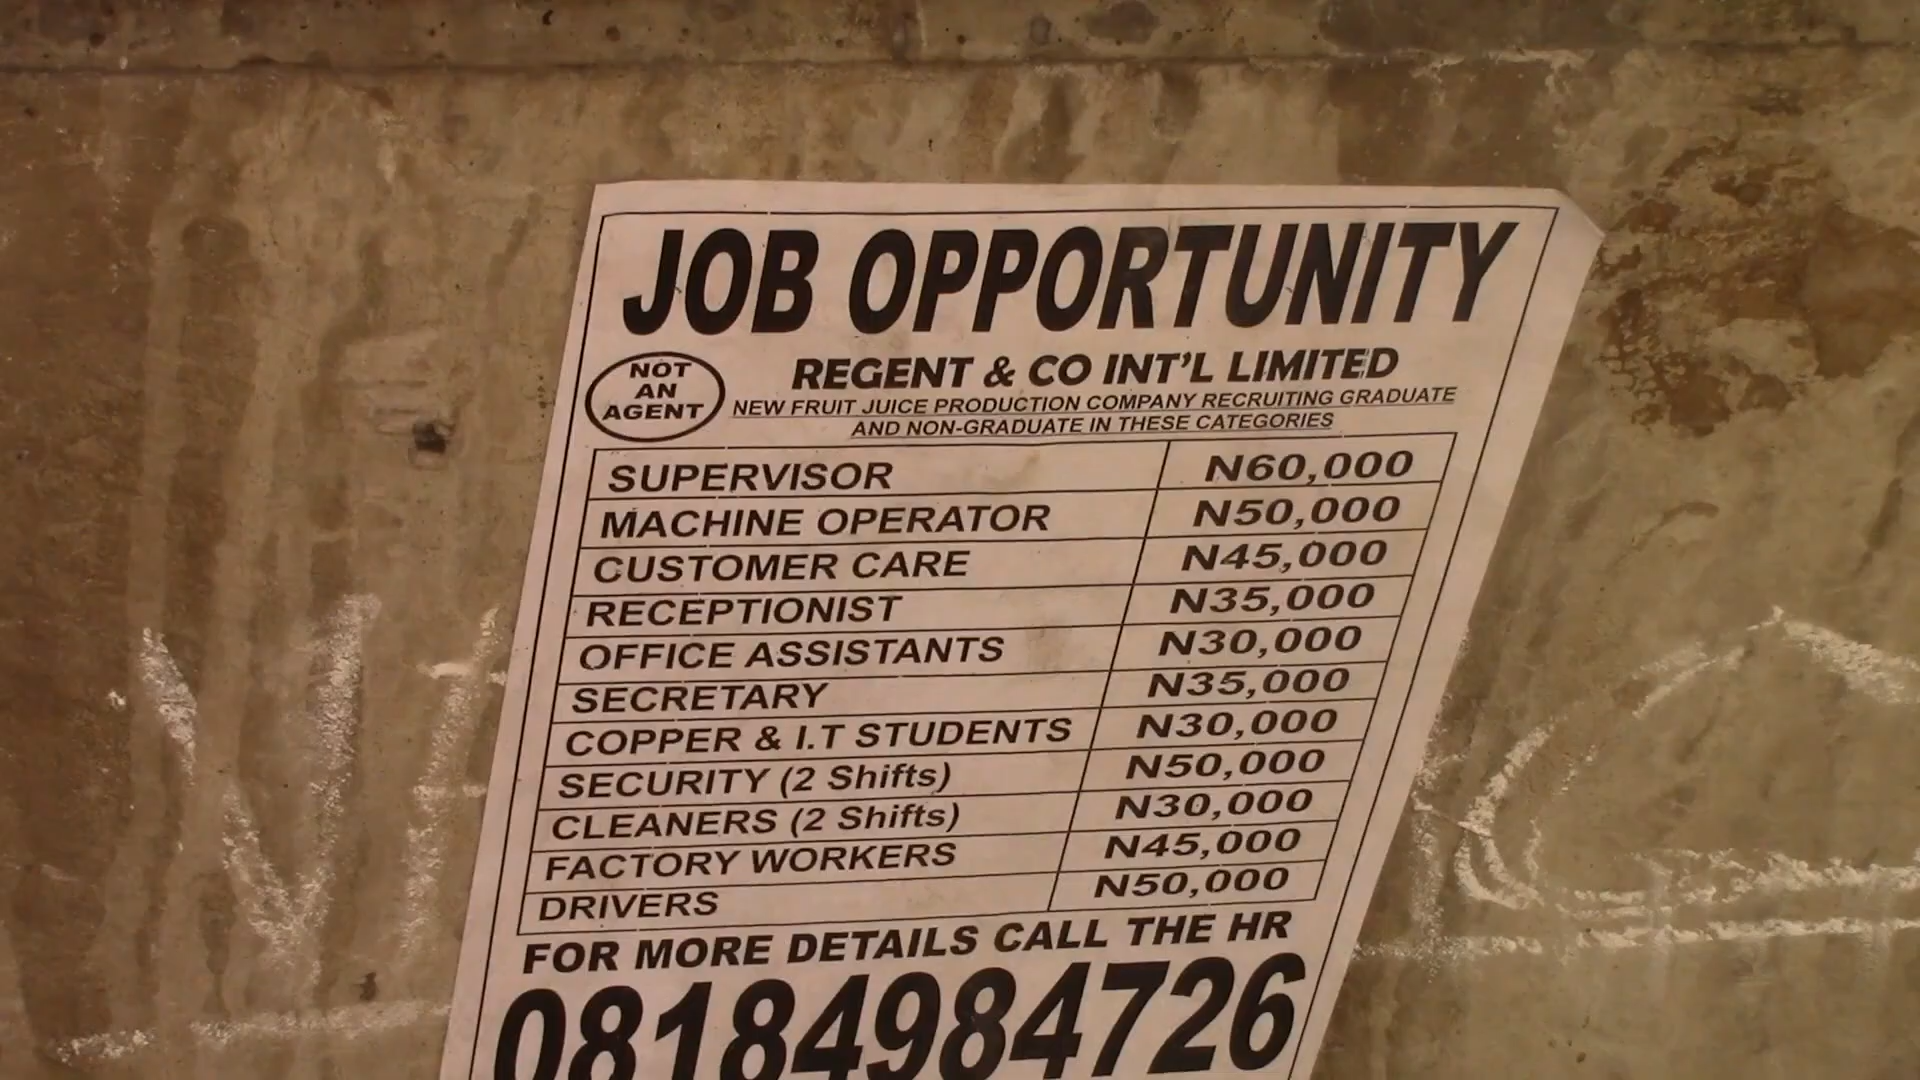 JOB OPPORTUNITY
NOT
AN
AGENT
REGENT & CO INT'L LIMITED
NEW FRUIT JUICE PRODUCTION COMPANY RECRUITING GRADUATE
AND NON-GRADUATE IN THESE CATEGORIES
SUPERVISOR N60,000
MACHINE OPERATOR N50,000
CUSTOMER CARE N45,000
RECEPTIONIST N35,000
OFFICE ASSISTANTS N30,000
SECRETARY N35,000
COPPER & I.T STUDENTS N30,000
SECURITY (2 Shifts) N50,000
CLEANERS (2 Shifts) N30,000
FACTORY WORKERS N45,000
DRIVERS N50,000
FOR MORE DETAILS CALL THE HR
08184984726